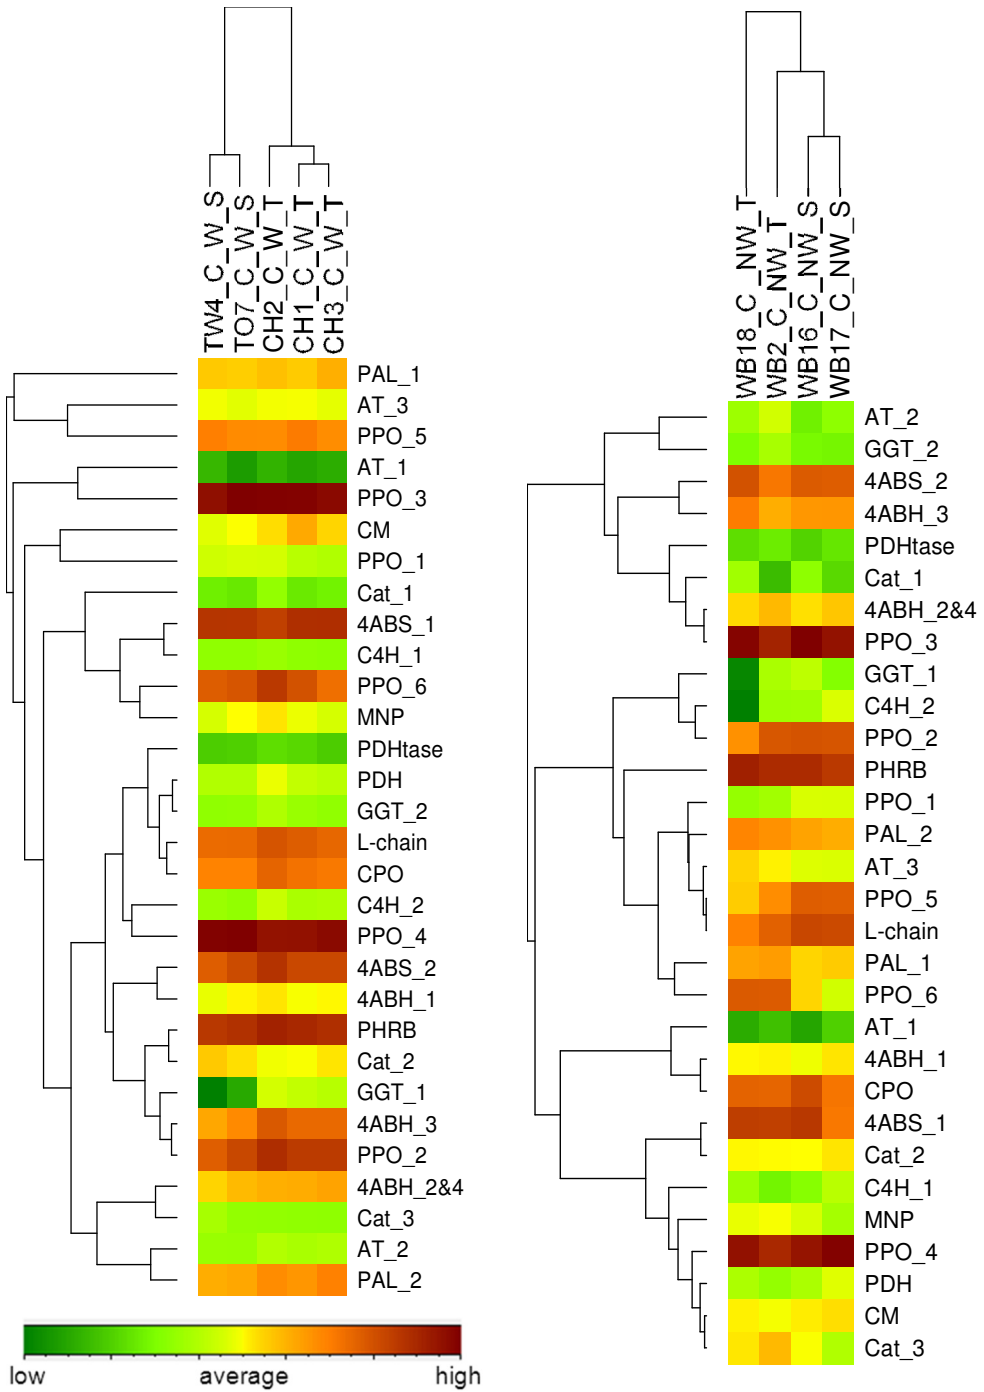 TW4_C_W_S
TO7_C_W_S
CH2_C_W_T
CH1_C_W_T
CH3_C_W_T
PAL_1
AT_3
PPO_5
AT_1
PPO_3
CM
PPO_1
Cat_1
4ABS_1
C4H_1
PPO_6
MNP
PDHtase
PDH
GGT_2
L-chain
CPO
C4H_2
PPO_4
4ABS_2
4ABH_1
PHRB
Cat_2
GGT_1
4ABH_3
PPO_2
4ABH_2&4
Cat_3
AT_2
PAL_2
low average high
WB18_C_NW_T
WB2_C_NW_T
WB16_C_NW_S
WB17_C_NW_S
AT_2
GGT_2
4ABS_2
4ABH_3
PDHtase
Cat_1
4ABH_2&4
PPO_3
GGT_1
C4H_2
PPO_2
PHRB
PPO_1
PAL_2
AT_3
PPO_5
L-chain
PAL_1
PPO_6
AT_1
4ABH_1
CPO
4ABS_1
Cat_2
C4H_1
MNP
PPO_4
PDH
CM
Cat_3